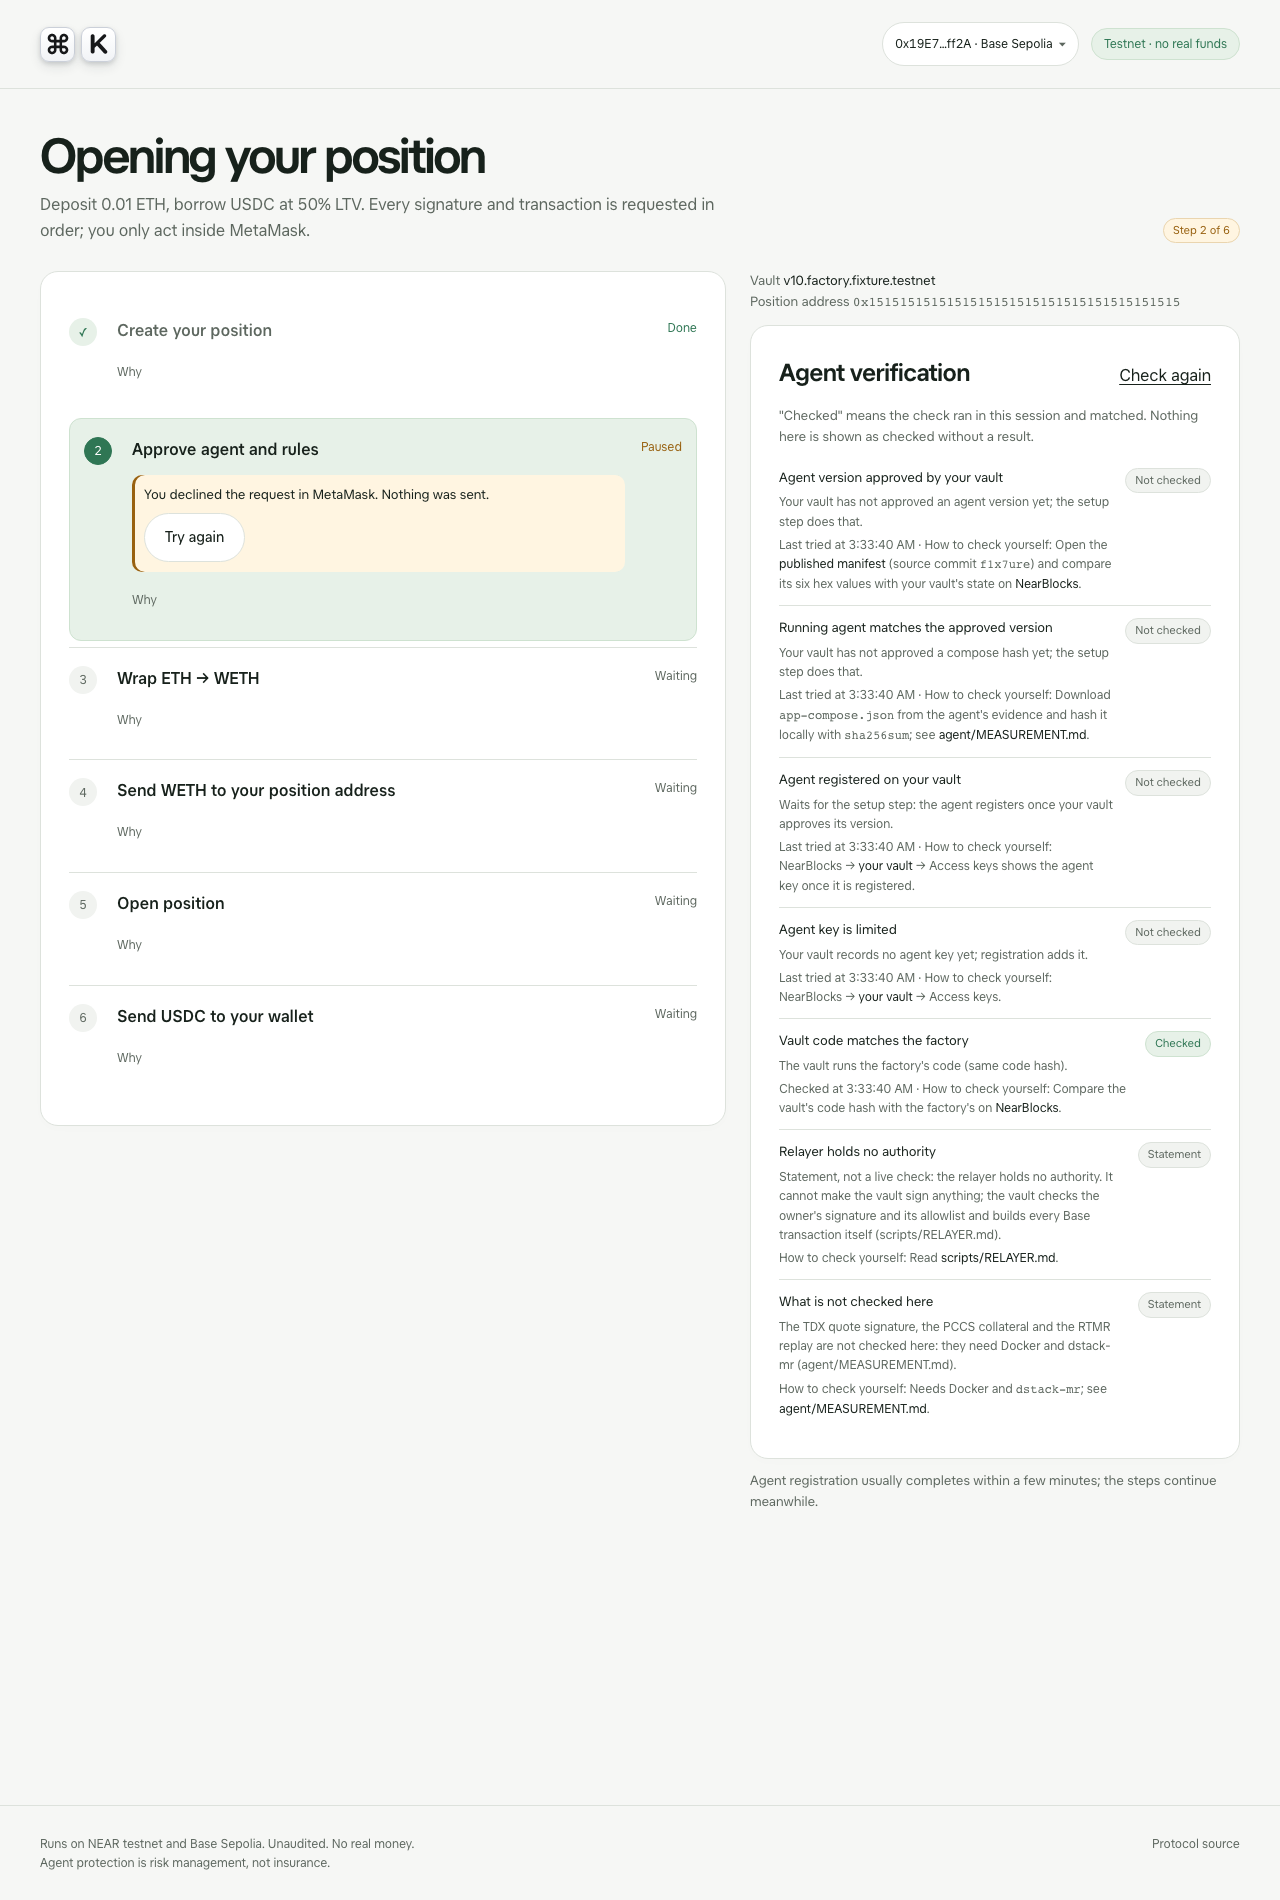 ⌘ K
0x19E7…ff2A · Base Sepolia
Testnet · no real funds
Opening your position
Deposit 0.01 ETH, borrow USDC at 50% LTV. Every signature and transaction is requested in
order; you only act inside MetaMask.
Step 2 of 6
✓ Create your position
Done
Why
2 Approve agent and rules
Paused
You declined the request in MetaMask. Nothing was sent.
Try again
Why
3 Wrap ETH → WETH
Waiting
Why
4 Send WETH to your position address
Waiting
Why
5 Open position
Waiting
Why
6 Send USDC to your wallet
Waiting
Why
Vault v10.factory.fixture.testnet
Position address 0x1515151515151515151515151515151515151515
Agent verification
Check again
"Checked" means the check ran in this session and matched. Nothing
here is shown as checked without a result.
Agent version approved by your vault
Not checked
Your vault has not approved an agent version yet; the setup
step does that.
Last tried at 3:33:40 AM · How to check yourself: Open the
published manifest (source commit f1x7ure) and compare
its six hex values with your vault's state on NearBlocks.
Running agent matches the approved version
Not checked
Your vault has not approved a compose hash yet; the setup
step does that.
Last tried at 3:33:40 AM · How to check yourself: Download
app-compose.json from the agent's evidence and hash it
locally with sha256sum; see agent/MEASUREMENT.md.
Agent registered on your vault
Not checked
Waits for the setup step: the agent registers once your vault
approves its version.
Last tried at 3:33:40 AM · How to check yourself:
NearBlocks → your vault → Access keys shows the agent
key once it is registered.
Agent key is limited
Not checked
Your vault records no agent key yet; registration adds it.
Last tried at 3:33:40 AM · How to check yourself:
NearBlocks → your vault → Access keys.
Vault code matches the factory
Checked
The vault runs the factory's code (same code hash).
Checked at 3:33:40 AM · How to check yourself: Compare the
vault's code hash with the factory's on NearBlocks.
Relayer holds no authority
Statement
Statement, not a live check: the relayer holds no authority. It
cannot make the vault sign anything; the vault checks the
owner's signature and its allowlist and builds every Base
transaction itself (scripts/RELAYER.md).
How to check yourself: Read scripts/RELAYER.md.
What is not checked here
Statement
The TDX quote signature, the PCCS collateral and the RTMR
replay are not checked here: they need Docker and dstack-
mr (agent/MEASUREMENT.md).
How to check yourself: Needs Docker and dstack-mr; see
agent/MEASUREMENT.md.
Agent registration usually completes within a few minutes; the steps continue
meanwhile.
Runs on NEAR testnet and Base Sepolia. Unaudited. No real money.
Agent protection is risk management, not insurance.
Protocol source